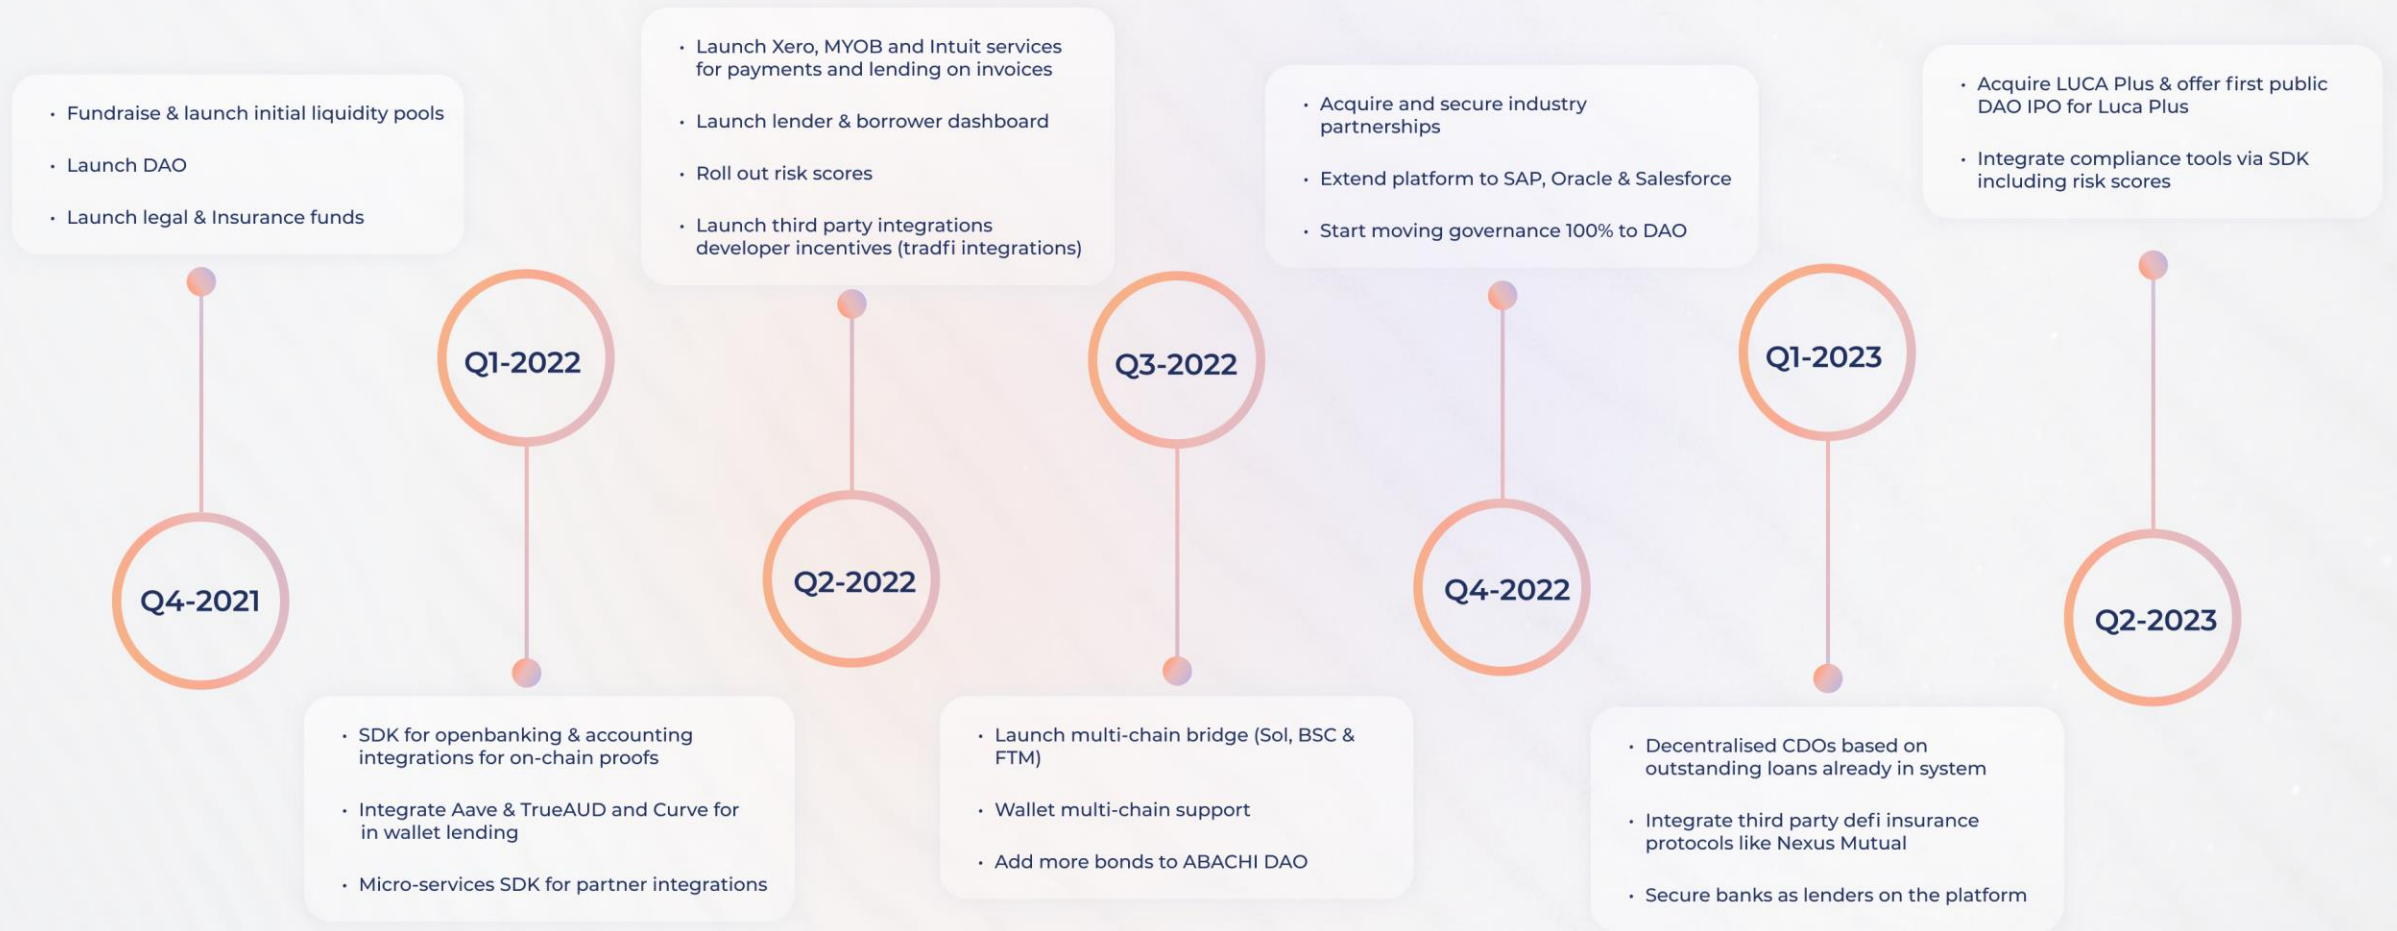 • Fundraise & launch initial liquidity pools
• Launch DAO
• Launch legal & Insurance funds
Q4-2021
Q1-2022
• SDK for openbanking & accounting
integrations for on-chain proofs
• Integrate Aave & TrueAUD and Curve for
in wallet lending
• Micro-services SDK for partner integrations
• Launch Xero, MYOB and Intuit services
for payments and lending on invoices
• Launch lender & borrower dashboard
• Roll out risk scores
• Launch third party integrations
developer incentives (tradfi integrations)
Q2-2022
Q3-2022
• Launch multi-chain bridge (Sol, BSC &
FTM)
• Wallet multi-chain support
• Add more bonds to ABACHI DAO
• Acquire and secure industry
partnerships
• Extend platform to SAP, Oracle & Salesforce
• Start moving governance 100% to DAO
Q4-2022
Q1-2023
• Decentralised CDOs based on
outstanding loans already in system
• Integrate third party defi insurance
protocols like Nexus Mutual
• Secure banks as lenders on the platform
• Acquire LUCA Plus & offer first public
DAO IPO for Luca Plus
• Integrate compliance tools via SDK
including risk scores
Q2-2023